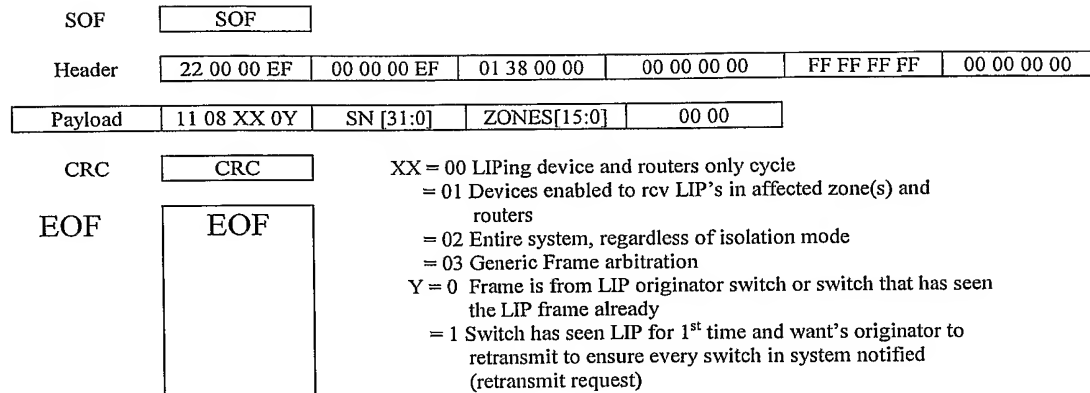 SOF SOF
Header 22 00 00 EF 00 00 00 EF 01 38 00 00 00 00 00 00 FF FF FF FF 00 00 00 00
Payload 11 08 XX 0Y SN [31:0] ZONES[15:0] 00 00
CRC CRC
XX = 00 LIPing device and routers only cycle
= 01 Devices enabled to rcv LIP's in affected zone(s) and
routers
EOF EOF
= 02 Entire system, regardless of isolation mode
= 03 Generic Frame arbitration
Y = 0 Frame is from LIP originator switch or switch that has seen
the LIP frame already
= 1 Switch has seen LIP for 1st time and want's originator to
retransmit to ensure every switch in system notified
(retransmit request)